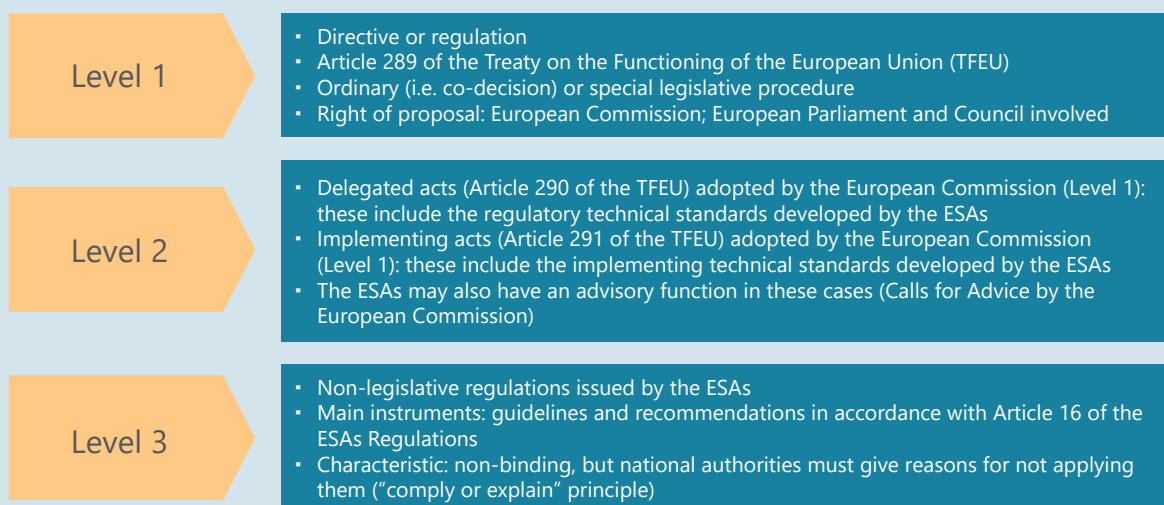 Level 1
▪ Directive or regulation
▪ Article 289 of the Treaty on the Functioning of the European Union (TFEU)
▪ Ordinary (i.e. co-decision) or special legislative procedure
▪ Right of proposal: European Commission; European Parliament and Council involved
Level 2
▪ Delegated acts (Article 290 of the TFEU) adopted by the European Commission (Level 1):
these include the regulatory technical standards developed by the ESAs
▪ Implementing acts (Article 291 of the TFEU) adopted by the European Commission
(Level 1): these include the implementing technical standards developed by the ESAs
▪ The ESAs may also have an advisory function in these cases (Calls for Advice by the
European Commission)
Level 3
▪ Non-legislative regulations issued by the ESAs
▪ Main instruments: guidelines and recommendations in accordance with Article 16 of the
ESAs Regulations
▪ Characteristic: non-binding, but national authorities must give reasons for not applying
them (“comply or explain” principle)